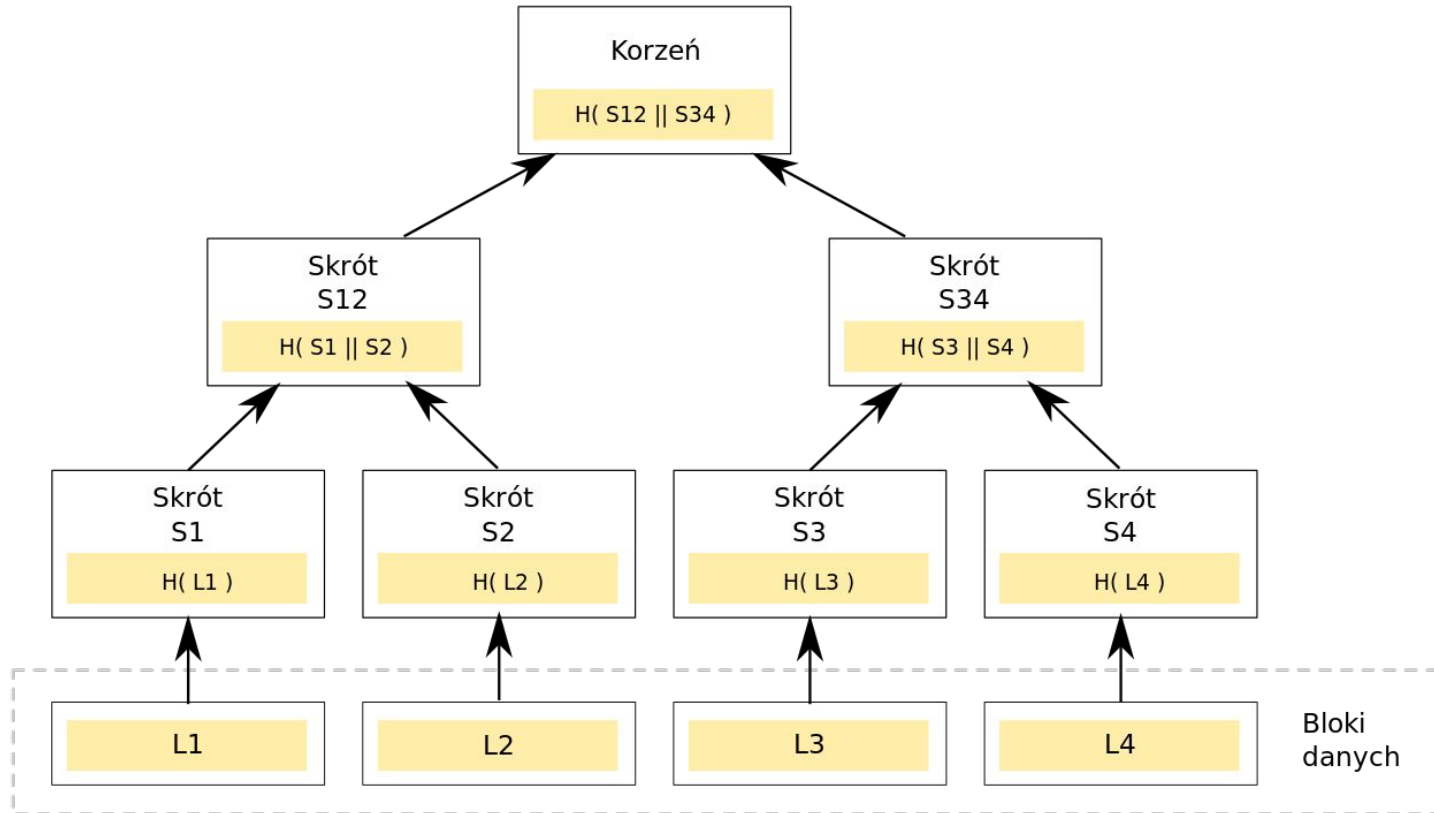 Korzeń
H( S12 || S34 )
Skrót
S12
H( S1 || S2 )
Skrót
S34
H( S3 || S4 )
Skrót
S1
H( L1 )
Skrót
S2
H( L2 )
Skrót
S3
H( L3 )
Skrót
S4
H( L4 )
L1
L2
L3
L4
Bloki
danych